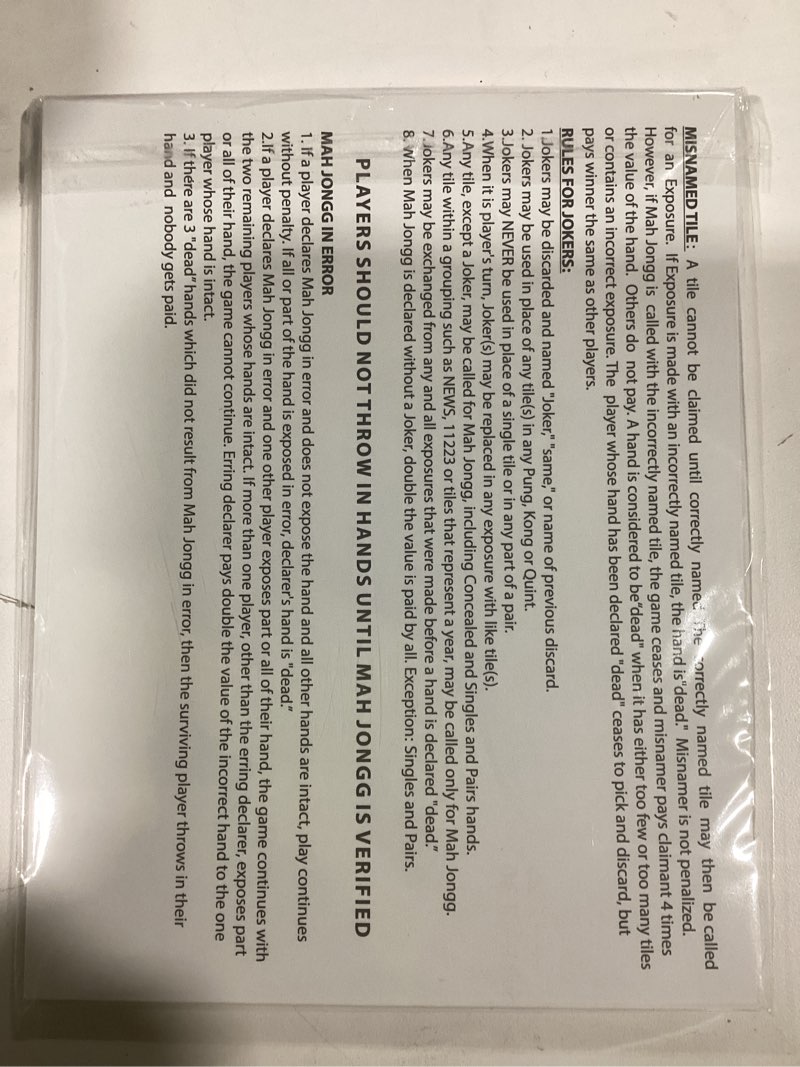 MISNAMED TILE: A tile cannot be claimed until correctly named. The correctly named tile may then be called
for an Exposure. If Exposure is made with an incorrectly named tile, the hand is"dead." Misnamer is not penalized.
However, if Mah Jongg is called with the incorrectly named tile, the game ceases and misnamer pays claimant 4 times
the value of the hand. Others do not pay. A hand is considered to be"dead" when it has either too few or too many tiles
or contains an incorrect exposure. The player whose hand has been declared "dead" ceases to pick and discard, but
pays winner the same as other players.
RULES FOR JOKERS:
1.Jokers may be discarded and named "Joker," "same," or name of previous discard.
2. Jokers may be used in place of any tile(s) in any Pung, Kong or Quint.
3.Jokers may NEVER be used in place of a single tile or in any part of a pair.
4.When it is player's turn, Joker(s) may be replaced in any exposure with like tile(s).
5.Any tile, except a Joker, may be called for Mah Jongg, including Concealed and Singles and Pairs hands.
6.Any tile within a grouping such as NEWS, 11223 or tiles that represent a year, may be called only for Mah Jongg.
7.Jokers may be exchanged from any and all exposures that were made before a hand is declared "dead."
8. When Mah Jongg is declared without a Joker, double the value is paid by all. Exception: Singles and Pairs.
PLAYERS SHOULD NOT THROW IN HANDS UNTIL MAH JONGG IS VERIFIED
MAH JONGG IN ERROR
1. If a player declares Mah Jongg in error and does not expose the hand and all other hands are intact, play continues
without penalty. If all or part of the hand is exposed in error, declarer's hand is "dead."
2.If a player declares Mah Jongg in error and one other player exposes part or all of their hand, the game continues with
the two remaining players whose hands are intact. If more than one player, other than the erring declarer, exposes part
or all of their hand, the game cannot continue. Erring declarer pays double the value of the incorrect hand to the one
player whose hand is intact.
3. If there are 3 "dead" hands which did not result from Mah Jongg in error, then the surviving player throws in their
hand and nobody gets paid.